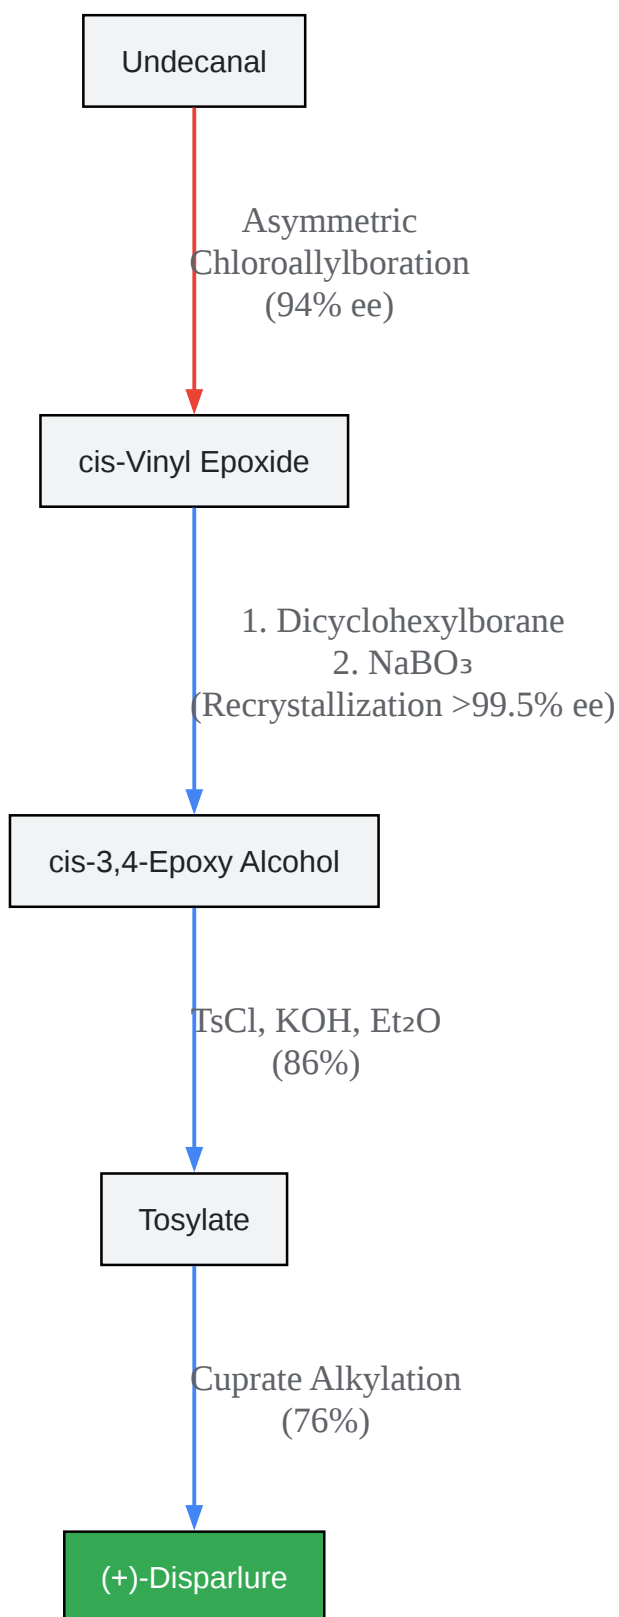 Undecanal
Asymmetric
Chloroallylboration
(94% ee)
cis-Vinyl Epoxide
1. Dicyclohexylborane
2. NaBO₃
(Recrystallization >99.5% ee)
cis-3,4-Epoxy Alcohol
TsCl, KOH, Et₂O
(86%)
Tosylate
Cuprate Alkylation
(76%)
(+)-Disparlure